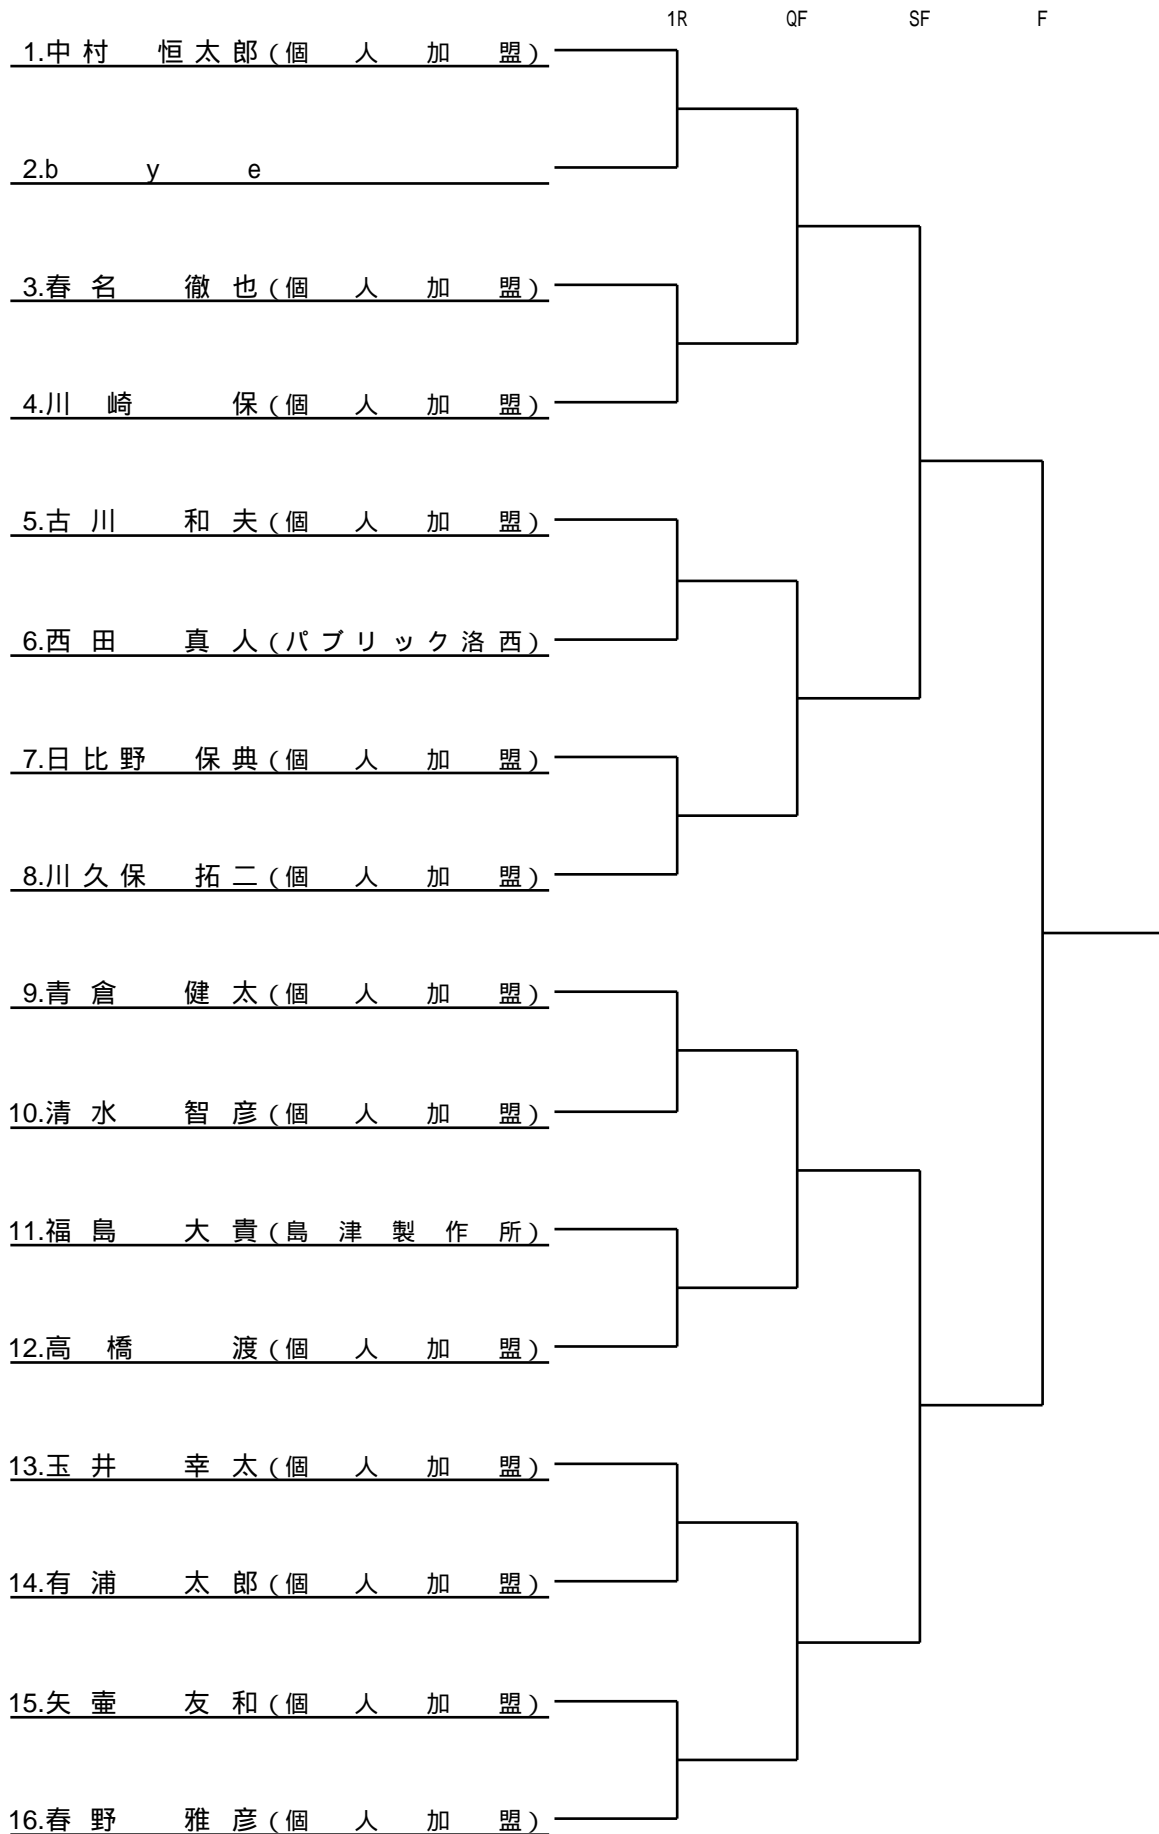 1R QF SF F
1.中村 恒太郎(個人加盟)
2.bye
3.春名 徹也(個人加盟)
4.川崎 保(個人加盟)
5.古川 和夫(個人加盟)
6.西田 真人(パブリック洛西)
7.日比野 保典(個人加盟)
8.川久保 拓二(個人加盟)
9.青倉 健太(個人加盟)
10.清水 智彦(個人加盟)
11.福島 大貴(島津製作所)
12.高橋 渡(個人加盟)
13.玉井 幸太(個人加盟)
14.有浦 太郎(個人加盟)
15.矢壷 友和(個人加盟)
16.春野 雅彦(個人加盟)